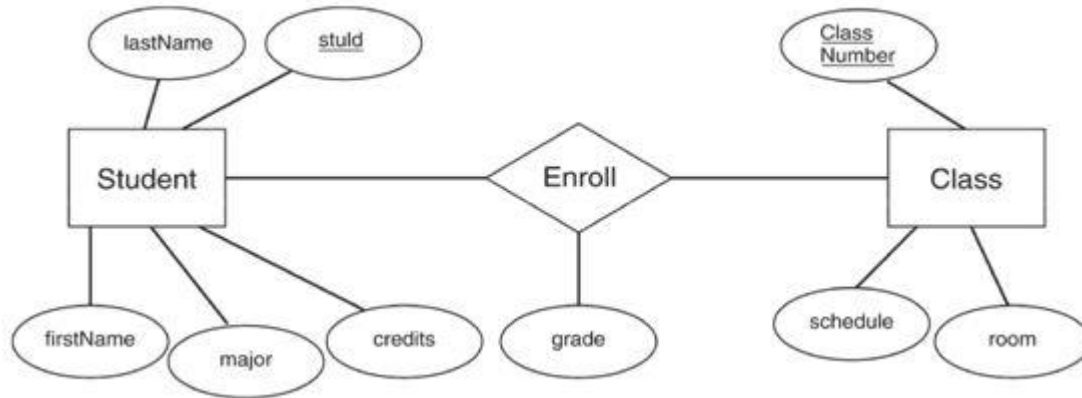 lastName
stuId
Class
Number
Student
Enroll
Class
firstName
major
credits
grade
schedule
room